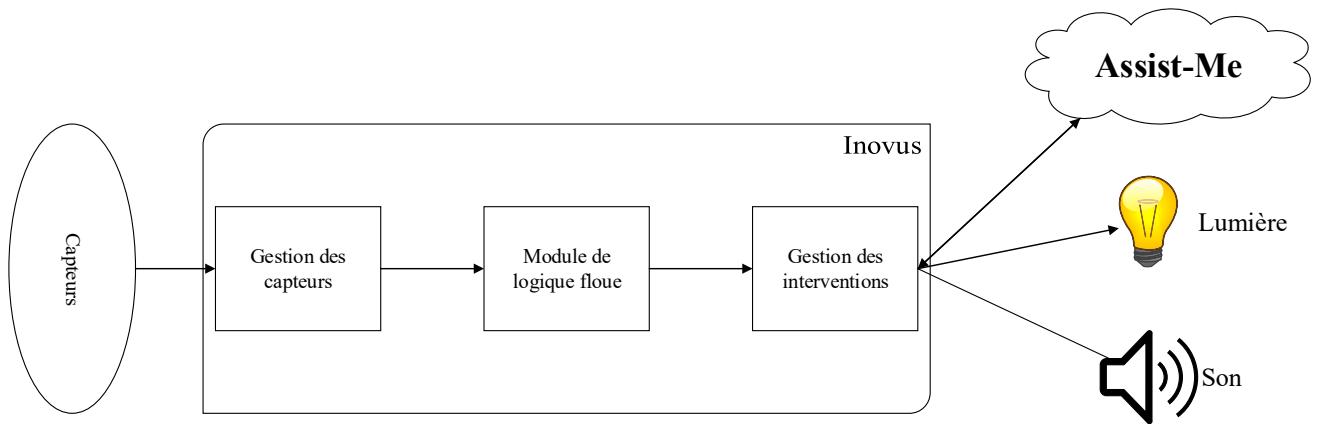 Assist-Me
Inovus
Capteurs
Gestion des
capteurs
Module de
logique floue
Gestion des
interventions
Lumière
Son